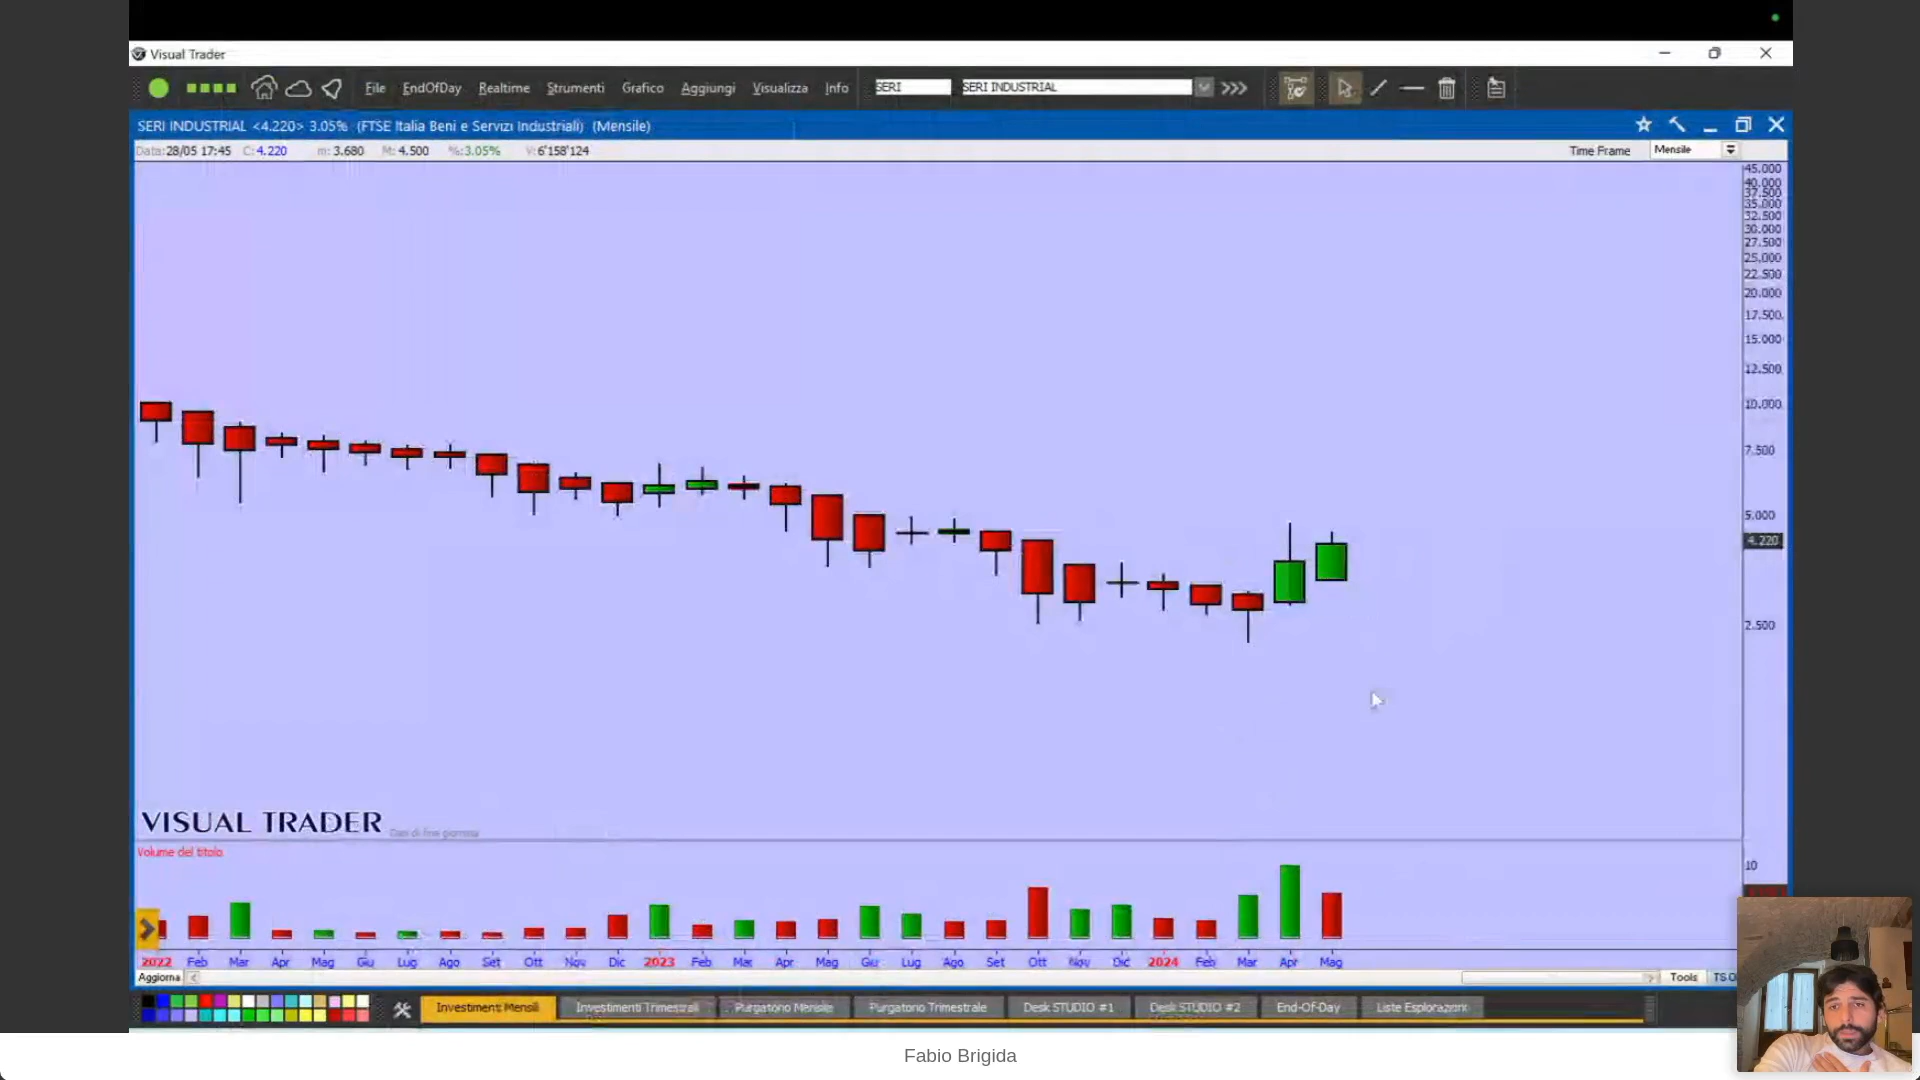 Visual Trader
File EndOfDay Realtime Strumenti Grafico Aggiungi Visualizza Info SERI SERI INDUSTRIAL
SERI INDUSTRIAL <4.220> 3.05% (FTSE Italia Beni e Servizi Industriali) (Mensile)
Data:28/05 17:45 C:4.220 m:3.680 M:4.500 %:3.05% V:6'158'124 Time Frame Mensile
45.000
40.000
37.500
35.000
32.500
30.000
27.500
25.000
22.500
20.000
17.500
15.000
12.500
10.000
7.500
5.000
4.220
2.500
VISUAL TRADER Dati di fine giornata
Volume del titolo
10
2022 Feb Mar Apr Mag Giu Lug Ago Set Ott Nov Dic 2023 Feb Mar Apr Mag Giu Lug Ago Set Ott Nov Dic 2024 Feb Mar Apr Mag
Aggiorna Tools
Investimenti Mensili Investimenti Trimestrali Purgatorio Mensile Purgatorio Trimestrale Desk STUDIO #1 Desk STUDIO #2 End-Of-Day Liste Esplorazioni
Fabio Brigida